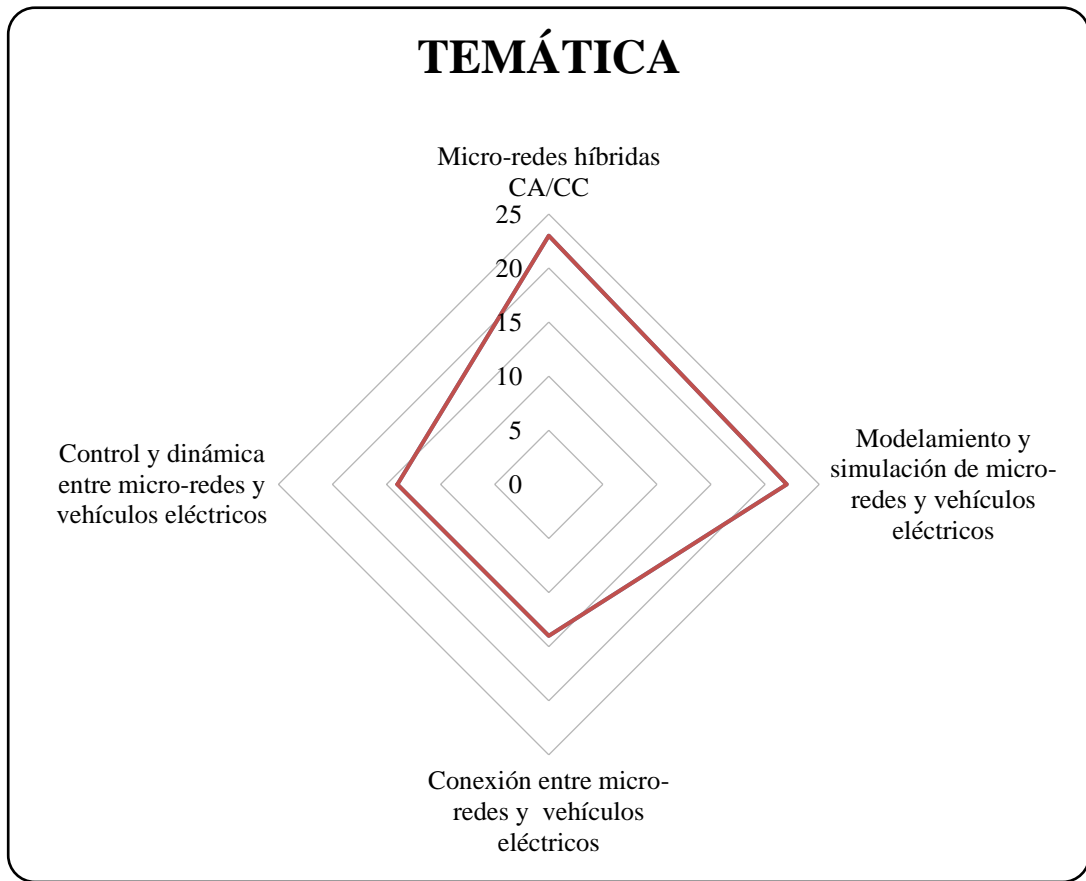 TEMÁTICA
Micro-redes híbridas
CA/CC
25
20
15
10
5
0
Control y dinámica
entre micro-redes y
vehículos eléctricos
Modelamiento y
simulación de micro-
redes y vehículos
eléctricos
Conexión entre micro-
redes y  vehículos
eléctricos